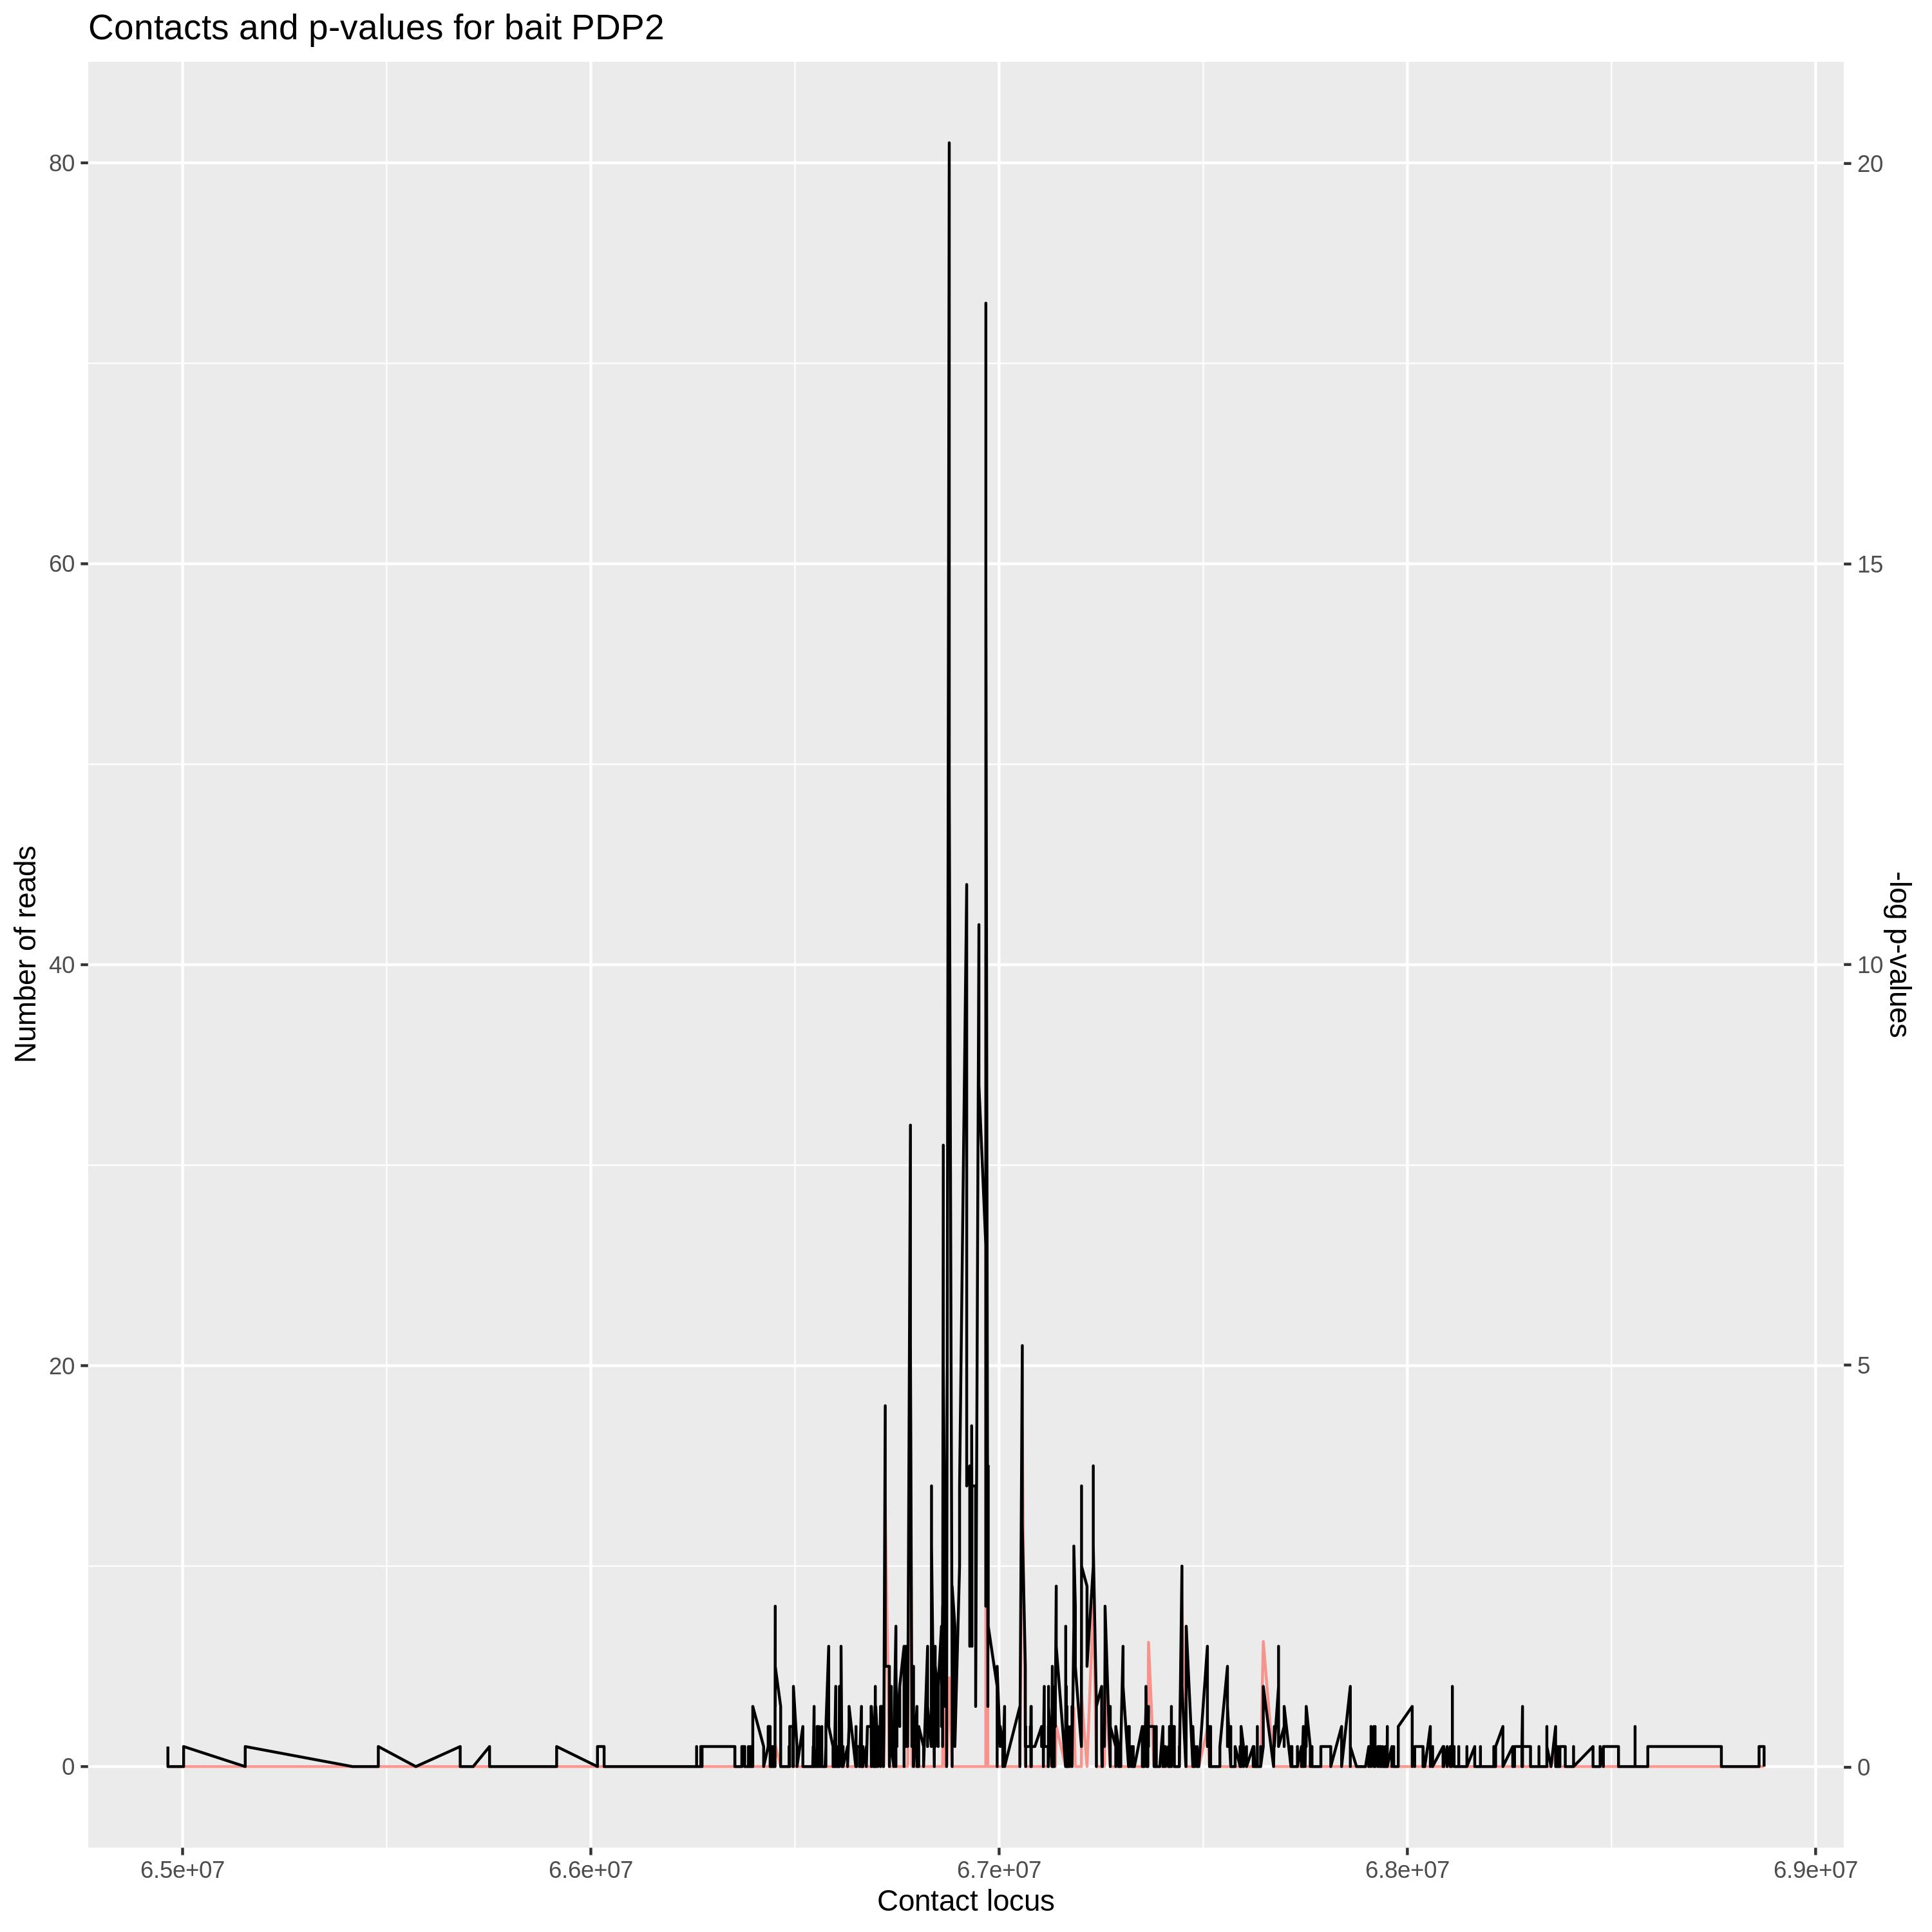 Contacts and p-values for bait PDP2
80
60
40
20
0
Number of reads
20
15
10
5
0
-log p-values
6.5e+07
6.6e+07
6.7e+07
6.8e+07
6.9e+07
Contact locus